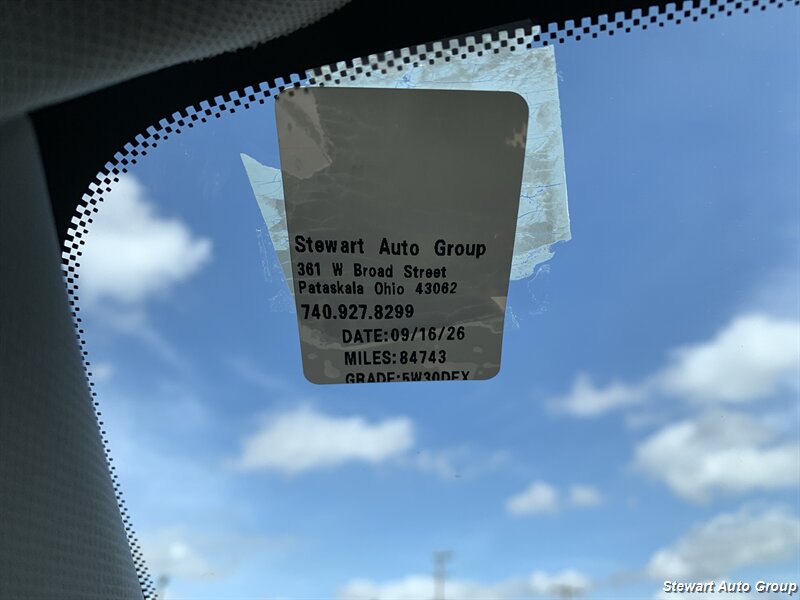 Stewart Auto Group
361 W Broad Street
Pataskala Ohio 43062
740.927.8299
DATE:09/16/26
MILES:84743
GRADE:5W30DEX
Stewart Auto Group